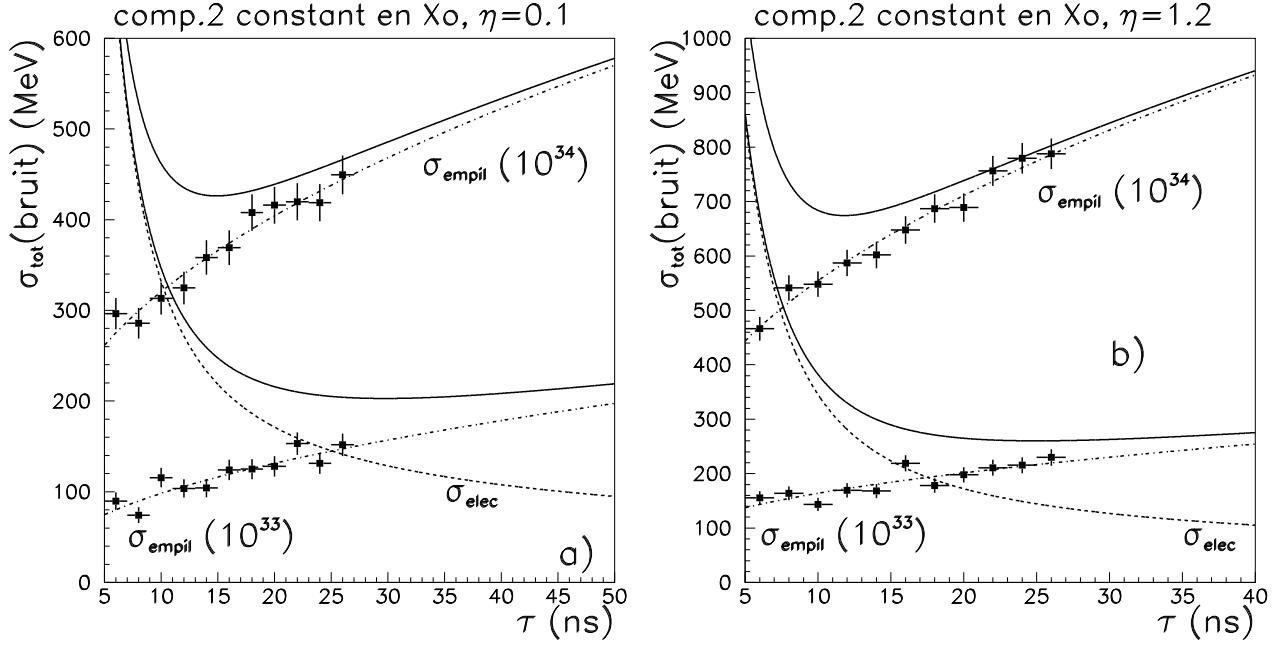 comp.2 constant en Xo, η=0.1
σtot(bruit) (MeV)
600
500
400
300
200
100
0
σempil (10³⁴)
σelec
σempil (10³³)
a)
5 10 15 20 25 30 35 40 45 50
τ (ns)
comp.2 constant en Xo, η=1.2
σtot(bruit) (MeV)
1000
900
800
700
600
500
400
300
200
100
0
σempil (10³⁴)
b)
σempil (10³³)
σelec
5 10 15 20 25 30 35 40
τ (ns)